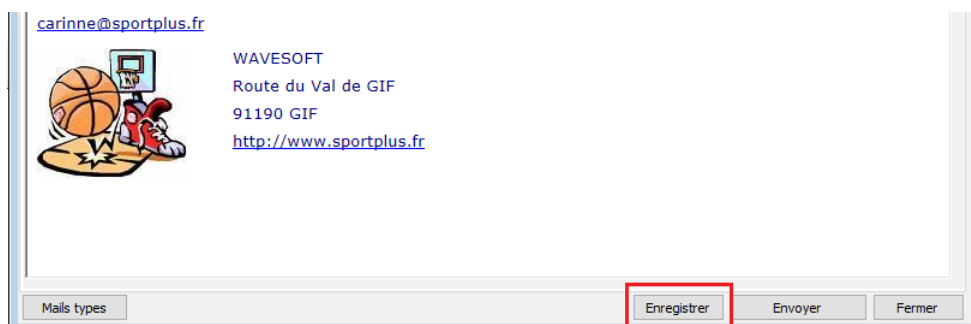 carinne@sportplus.fr
WAVESOFT
Route du Val de GIF
91190 GIF
http://www.sportplus.fr
Mails types
Enregistrer
Envoyer
Fermer